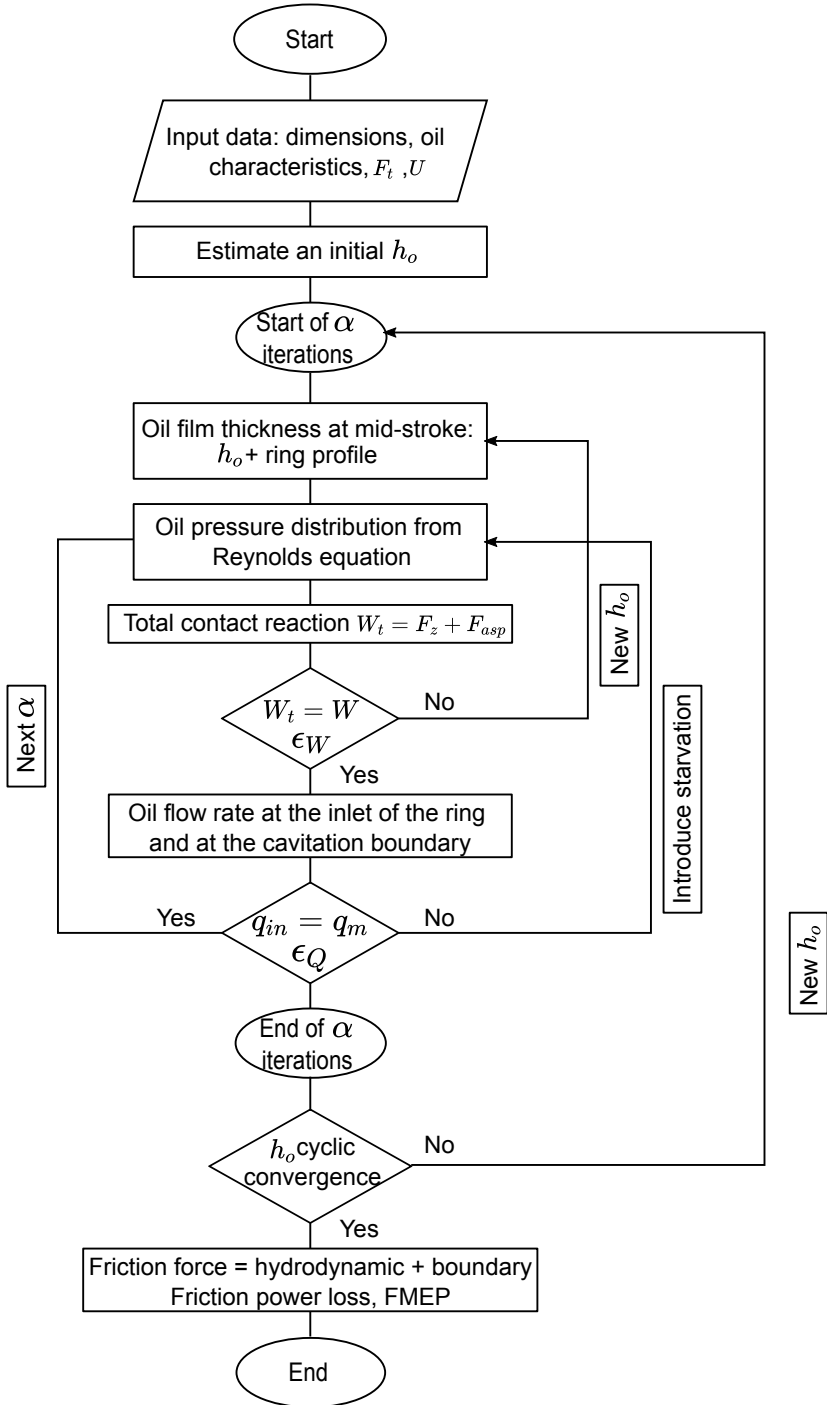 Start
Input data: dimensions, oil
characteristics, F_t , U
Estimate an initial h_o
Start of α
iterations
Oil film thickness at mid-stroke:
h_o + ring profile
Oil pressure distribution from
Reynolds equation
Total contact reaction W_t = F_z + F_asp
W_t = W
ϵ_W
No
Yes
New h_o
Next α
Introduce starvation
Oil flow rate at the inlet of the ring
and at the cavitation boundary
Yes
q_in = q_m
ϵ_Q
No
New h_o
End of α
iterations
h_o cyclic
convergence
No
Yes
Friction force = hydrodynamic + boundary
Friction power loss, FMEP
End